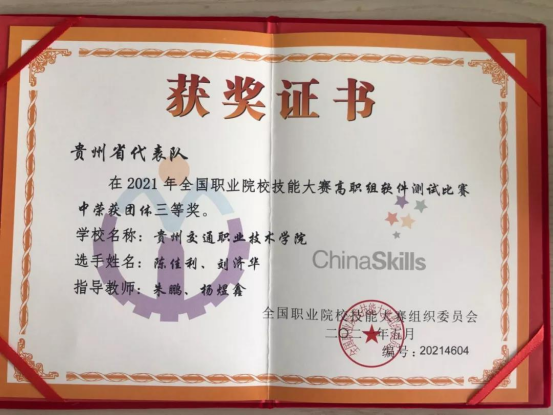 获奖证书
贵州省代表队
在2021年全国职业院校技能大赛高职组软件测试比赛
中荣获团体三等奖。
学校名称：贵州交通职业技术学院
选手姓名：陈佳利、刘济华
指导教师：朱鹏、杨煜鑫
ChinaSkills
全国职业院校技能大赛组织委员会
二〇 年 月
编号：20214604